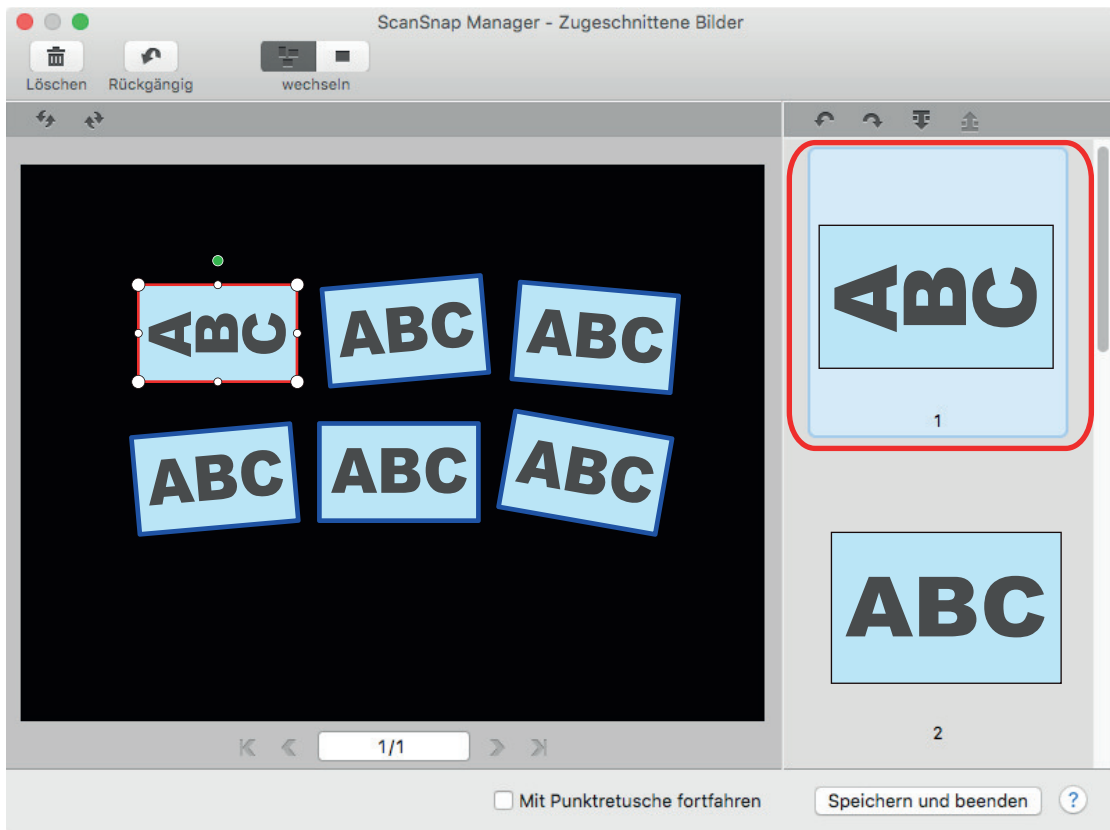 ScanSnap Manager - Zugeschnittene Bilder
Löschen Rückgängig wechseln
ABC ABC ABC
ABC ABC ABC
1/1
ABC
1
ABC
2
Mit Punktretusche fortfahren Speichern und beenden ?